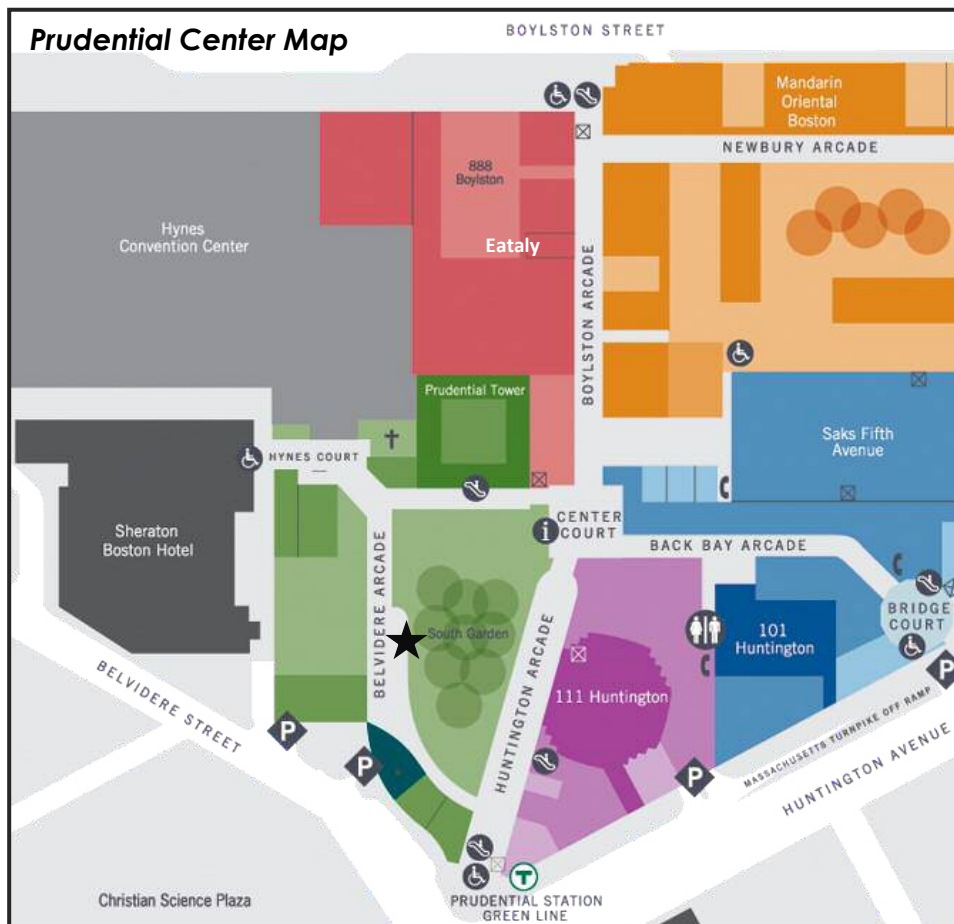 Prudential Center Map
BOYLSTON STREET
Mandarin
Oriental
Boston
NEWBURY ARCADE
888
Boylston
Hynes
Convention Center
Eataly
BOYLSTON ARCADE
Prudential Tower
Saks Fifth
Avenue
HYNES COURT
Sheraton
Boston Hotel
i
CENTER
COURT
BACK BAY ARCADE
BELVIDERE ARCADE
South Garden
HUNTINGTON ARCADE
111 Huntington
101
Huntington
BRIDGE
COURT
P
BELVIDERE STREET
P
P
P
MASSACHUSETTS TURNPIKE OFF RAMP
HUNTINGTON AVENUE
T
PRUDENTIAL STATION
GREEN LINE
Christian Science Plaza